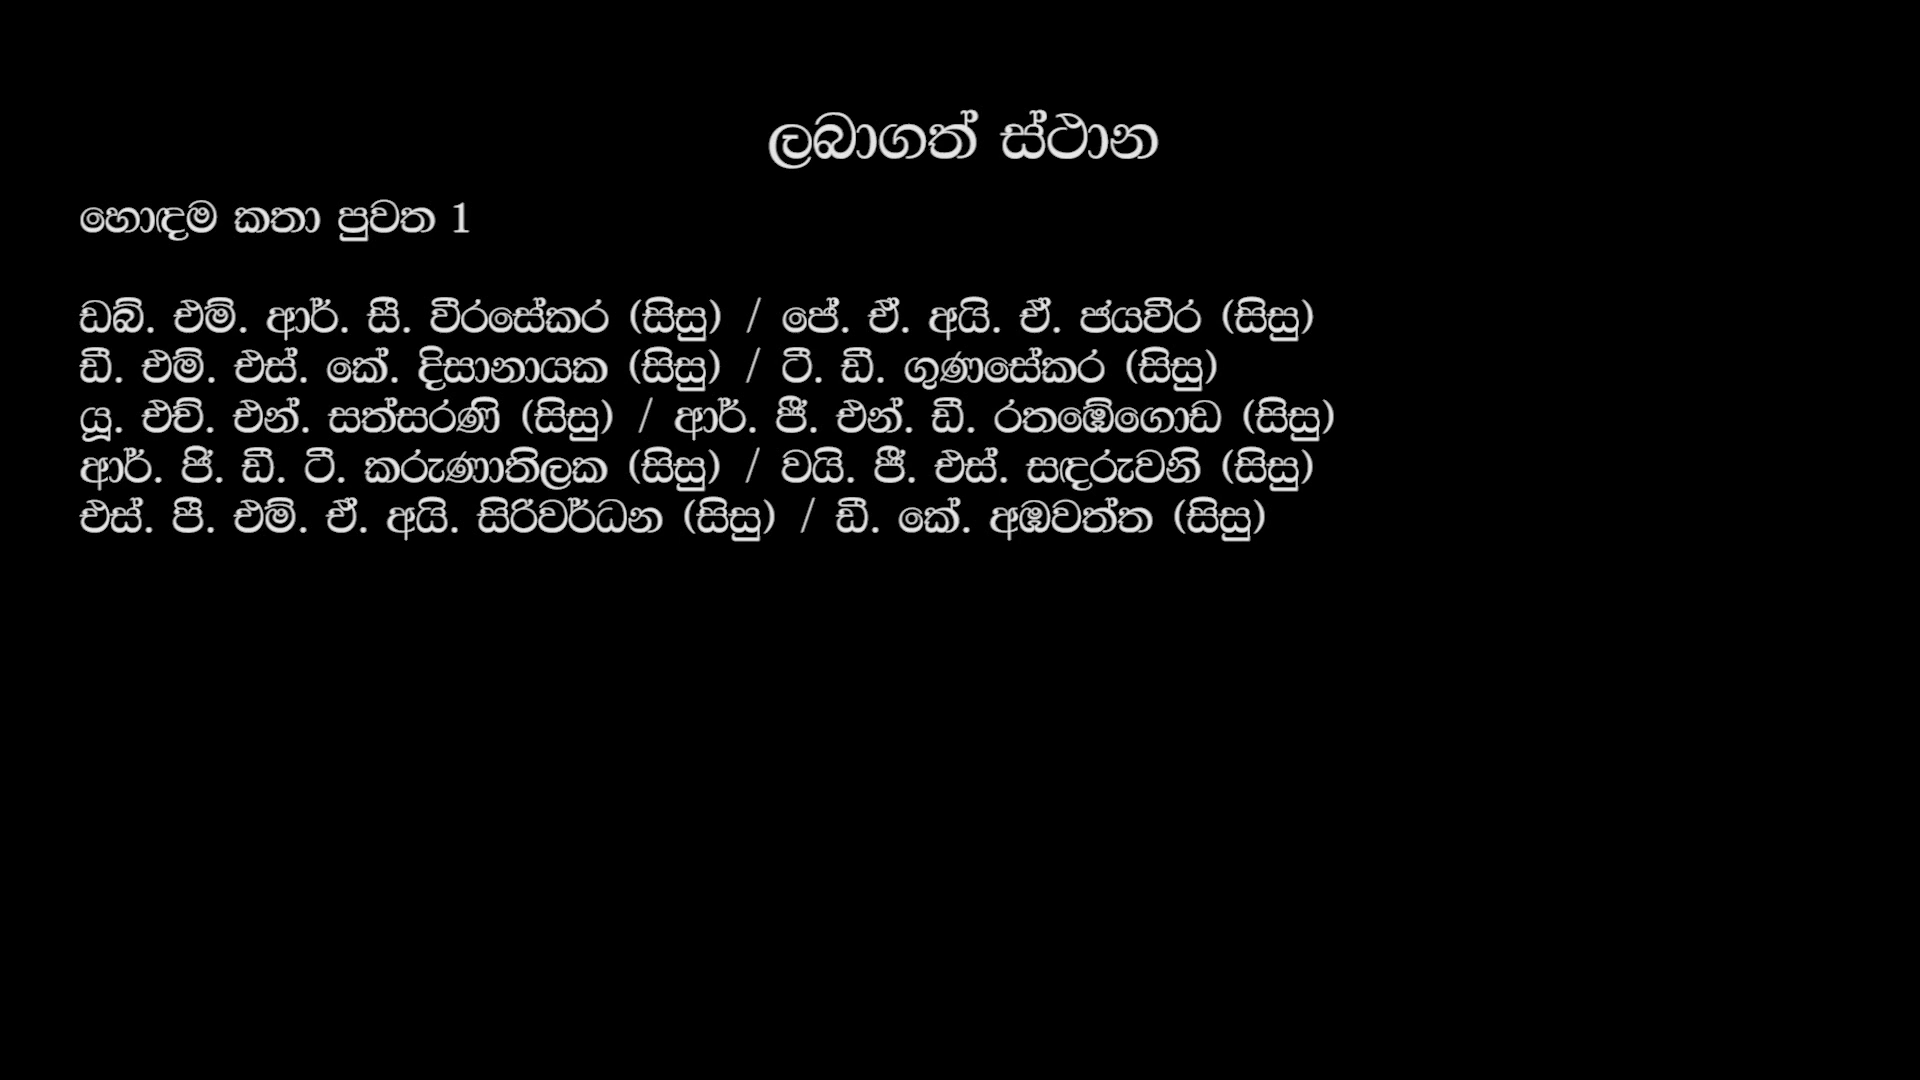 ලබාගත් ස්ථාන
හොඳම කතා පුවත 1
ඩබ්. එම්. ආර්. සී. වීරසේකර (සිසු) / ජේ. ඒ. අයි. ඒ. ජයවීර (සිසු)
ඩී. එම්. එස්. කේ. දිසානායක (සිසු) / ටී. ඩී. ගුණසේකර (සිසු)
යූ. එච්. එන්. සත්සරණි (සිසු) / ආර්. ජී. එන්. ඩී. රතඹේගොඩ (සිසු)
ආර්. ජි. ඩී. ටී. කරුණාතිලක (සිසු) / වයි. ජී. එස්. සඳරුවනි (සිසු)
එස්. පී. එම්. ඒ. අයි. සිරිවර්ධන (සිසු) / ඩී. කේ. අඹවත්ත (සිසු)